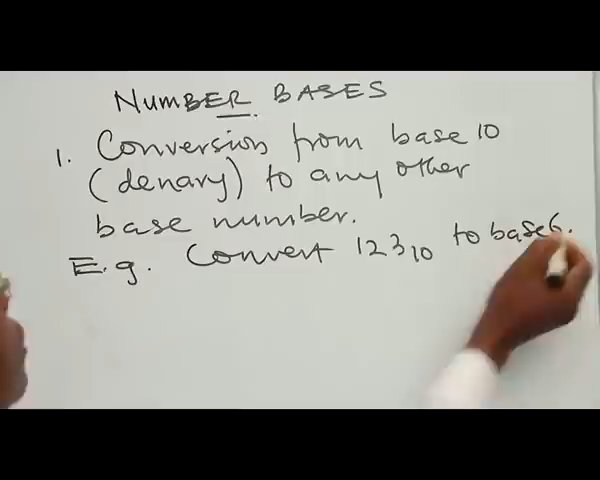 NumBER BASES
1. Conversion from base 10
(denary) to any other
base number.
E.g. Convert 123₁₀ to base 6.